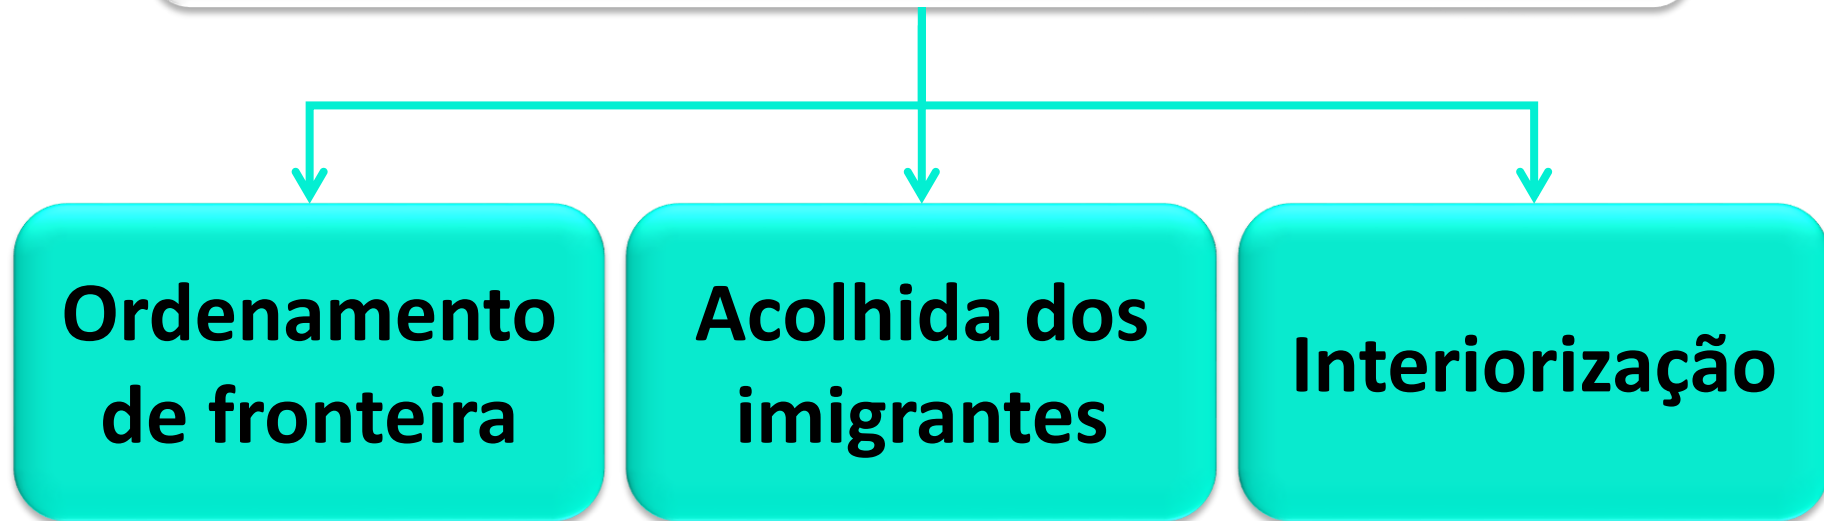 Ordenamento
de fronteira
Acolhida dos
imigrantes
Interiorização